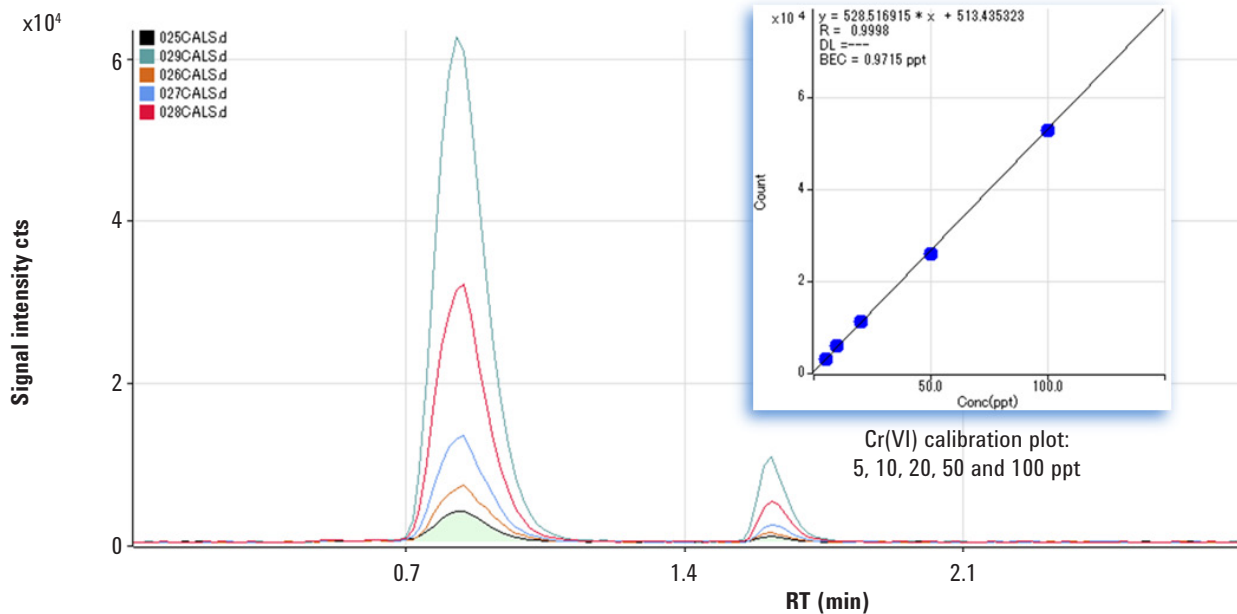 x10⁴
6
4
2
0
Signal intensity cts
025CALS.d
029CALS.d
026CALS.d
027CALS.d
028CALS.d
0.7
1.4
2.1
RT (min)
x10 4
y = 528.516915 * x + 513.435323
R = 0.9998
DL =---
BEC = 0.9715 ppt
6
4
2
0
Count
50.0
100.0
Conc(ppt)
Cr(VI) calibration plot:
5, 10, 20, 50 and 100 ppt